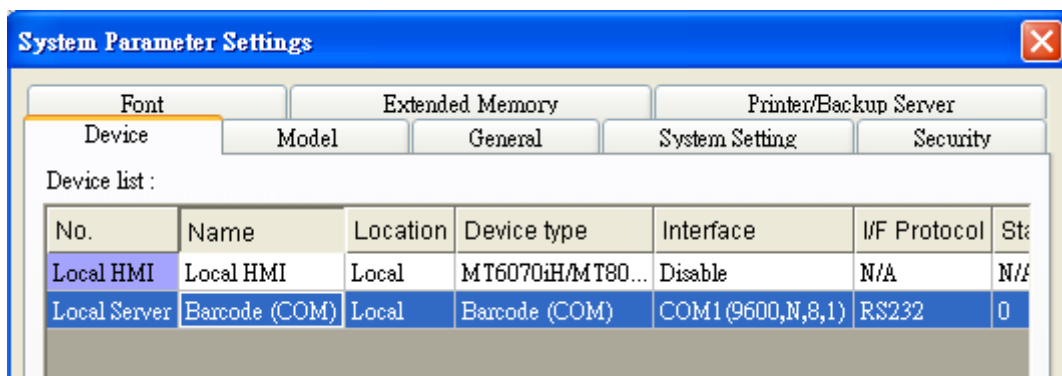 System Parameter Settings
Font Extended Memory Printer/Backup Server
Device Model General System Setting Security
Device list :
No. Name Location Device type Interface I/F Protocol Sta
Local HMI Local HMI Local MT6070iH/MT80... Disable N/A N/A
Local Server Barcode (COM) Local Barcode (COM) COM1(9600,N,8,1) RS232 0